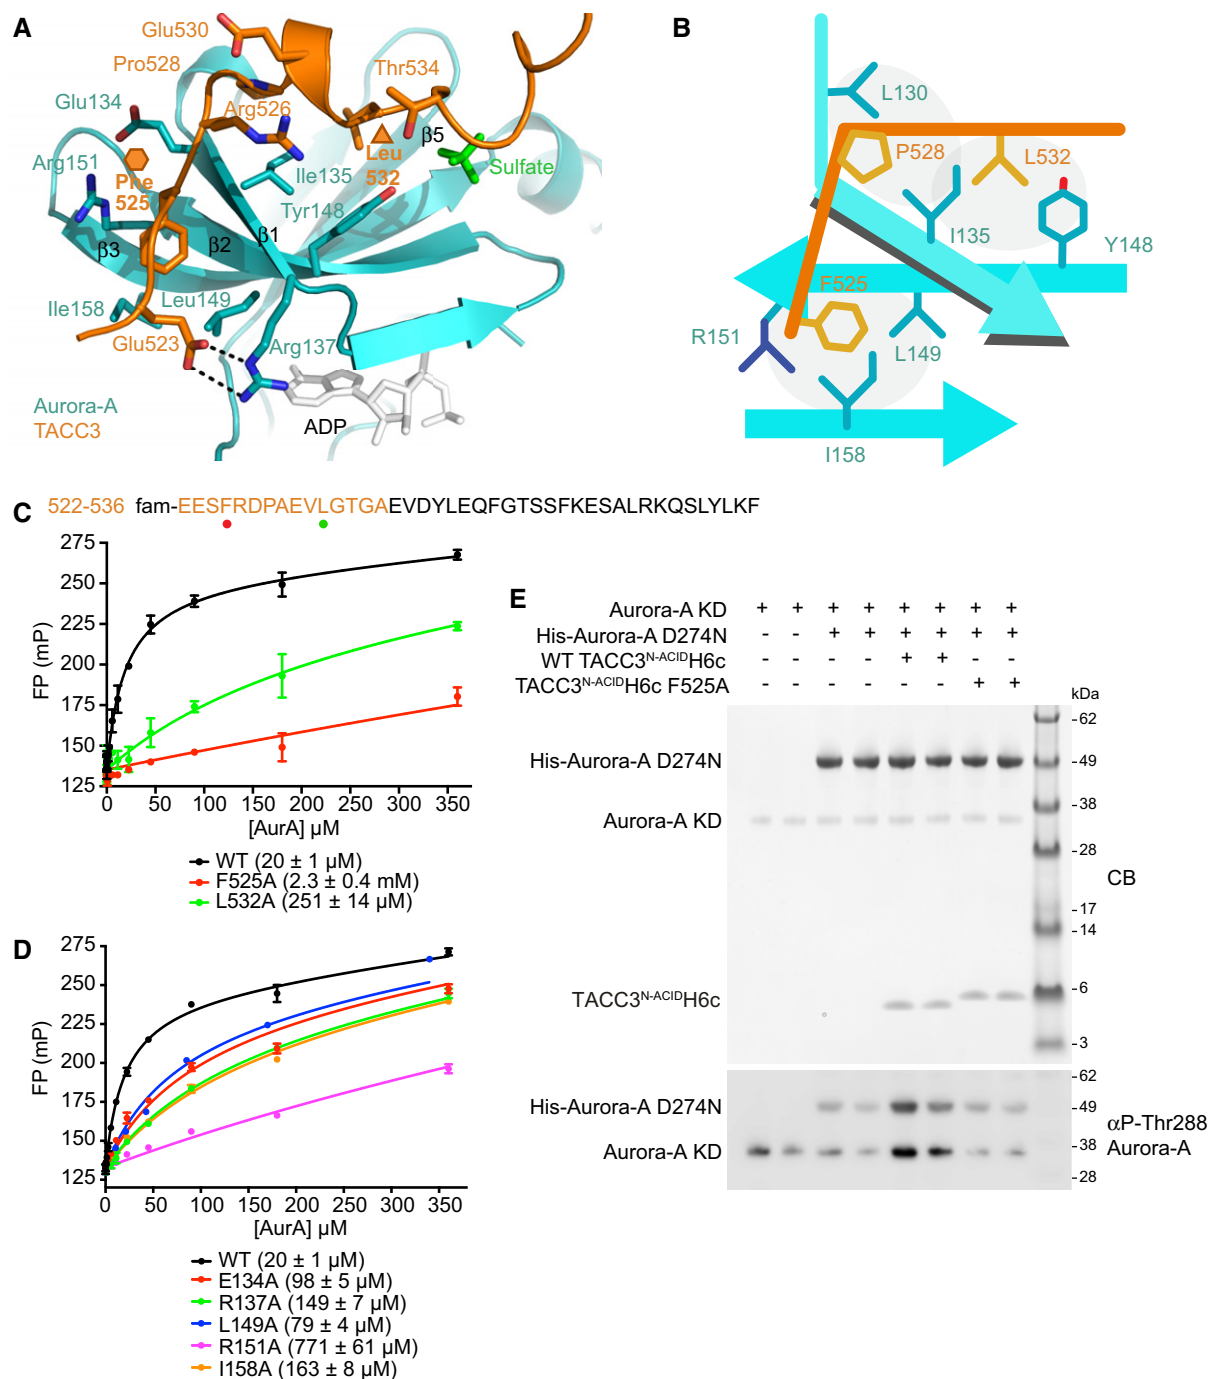 A
Glu530
Pro528
Thr534
Glu134
Arg526
β5
Arg151
Leu
532
Sulfate
Phe
525
Ile135
Tyr148
β3
β2
β1
Ile158
Leu149
Glu523
Arg137
Aurora-A
TACC3
ADP
B
L130
P528
L532
I135
Y148
F525
R151
L149
I158
C
522-536 fam-EESFRDPAEVLGTGAEVDYLEQFGTSSFKESALRKQSLYLKF
275
250
225
200
175
150
125
FP (mP)
0 50 100 150 200 250 300 350
[AurA] µM
WT (20 ± 1 µM)
F525A (2.3 ± 0.4 mM)
L532A (251 ± 14 µM)
D
275
250
225
200
175
150
125
FP (mP)
0 50 100 150 200 250 300 350
[AurA] µM
WT (20 ± 1 µM)
E134A (98 ± 5 µM)
R137A (149 ± 7 µM)
L149A (79 ± 4 µM)
R151A (771 ± 61 µM)
I158A (163 ± 8 µM)
E
Aurora-A KD + + + + + + + +
His-Aurora-A D274N - - + + + + + +
WT TACC3N-ACIDH6c - - - - + + - -
TACC3N-ACIDH6c F525A - - - - - - + +
kDa
62
His-Aurora-A D274N
-49
-38
Aurora-A KD
-28
CB
-17
-14
TACC3N-ACIDH6c
-6
-3
62
His-Aurora-A D274N
-49
αP-Thr288
Aurora-A
Aurora-A KD
-38
-28